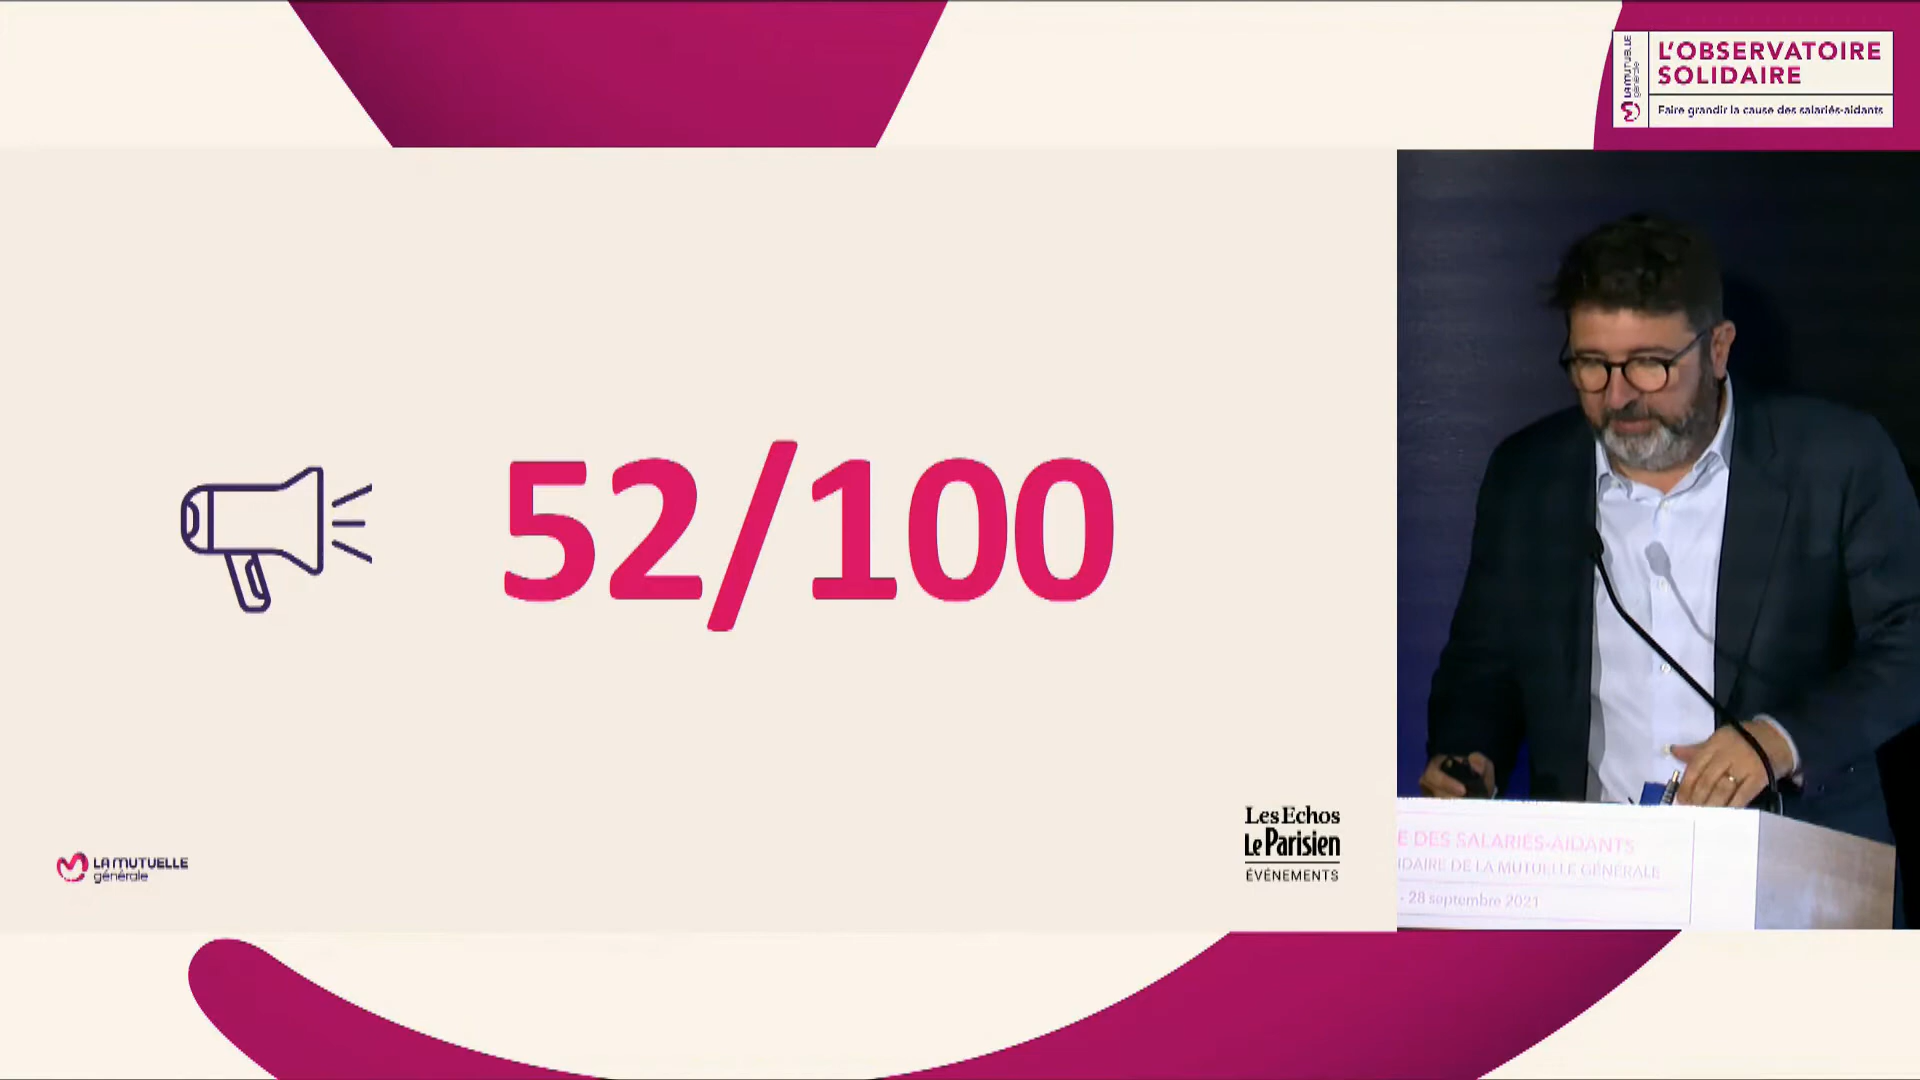 LA MUTUELLE
générale
L'OBSERVATOIRE
SOLIDAIRE
Faire grandir la cause des salariés-aidants
52/100
Les Echos
Le Parisien
ÉVÉNEMENTS
LA MUTUELLE
générale
E DES SALARIÉS-AIDANTS
IDAIRE DE LA MUTUELLE GÉNÉRALE
- 28 septembre 2021